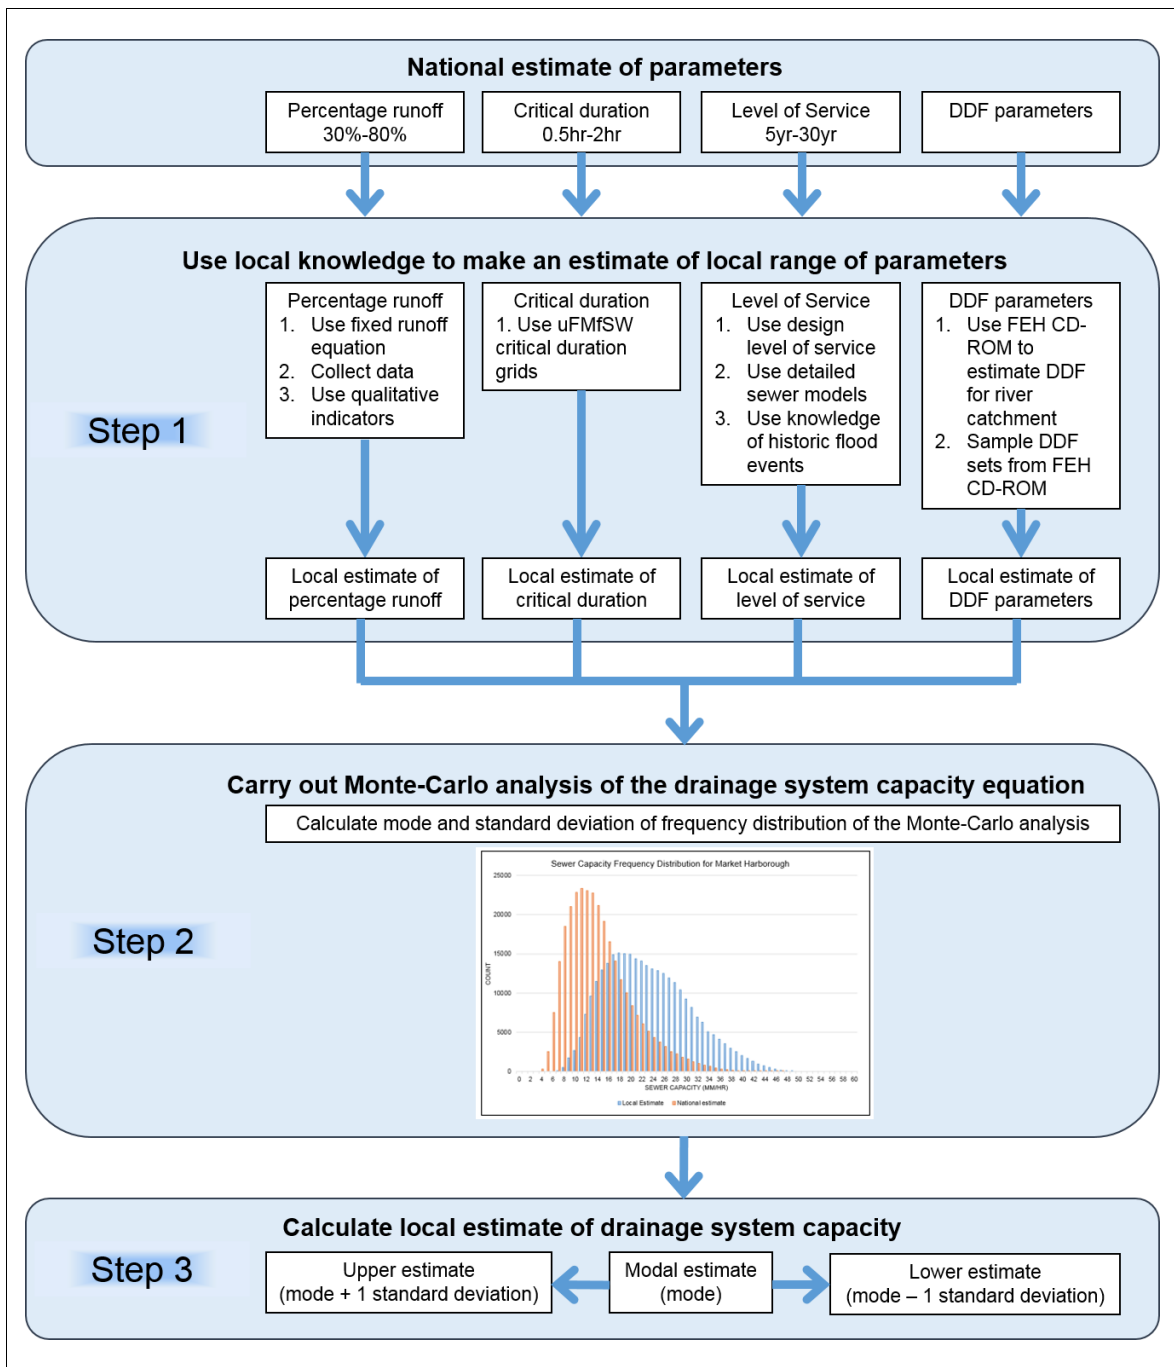 National estimate of parameters
Percentage runoff
30%-80%
Critical duration
0.5hr-2hr
Level of Service
5yr-30yr
DDF parameters
Use local knowledge to make an estimate of local range of parameters
Step 1
Percentage runoff
1. Use fixed runoff
equation
2. Collect data
3. Use qualitative
indicators
Critical duration
1. Use uFMfSW
critical duration
grids
Level of Service
1. Use design
level of service
2. Use detailed
sewer models
3. Use knowledge
of historic flood
events
DDF parameters
1. Use FEH CD-
ROM to
estimate DDF
for river
catchment
2. Sample DDF
sets from FEH
CD-ROM
Local estimate of
percentage runoff
Local estimate of
critical duration
Local estimate of
level of service
Local estimate of
DDF parameters
Carry out Monte-Carlo analysis of the drainage system capacity equation
Calculate mode and standard deviation of frequency distribution of the Monte-Carlo analysis
Step 2
Sewer Capacity Frequency Distribution for Market Harborough
25000
20000
15000
10000
5000
0
COUNT
0 2 4 6 8 10 12 14 16 18 20 22 24 26 28 30 32 34 36 38 40 42 44 46 48 50 52 54 56 58 60
SEWER CAPACITY (MM/HR)
Local Estimate National estimate
Calculate local estimate of drainage system capacity
Step 3
Upper estimate
(mode + 1 standard deviation)
Modal estimate
(mode)
Lower estimate
(mode – 1 standard deviation)